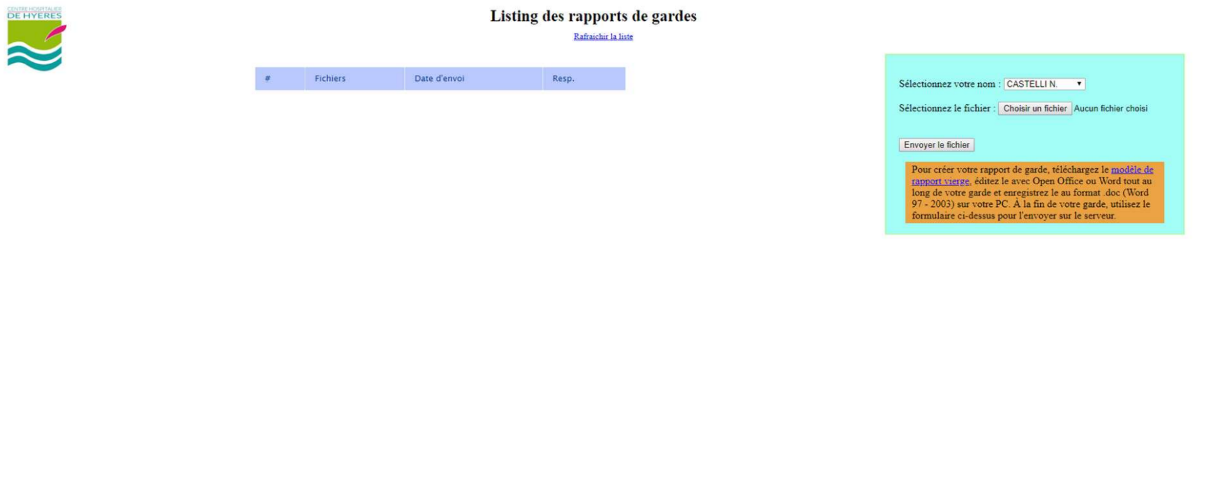 CENTRE HOSPITALIER
DE HYERES
Listing des rapports de gardes
Rafraichir la liste
# Fichiers Date d'envoi Resp.
Sélectionnez votre nom : CASTELLI N.
Sélectionnez le fichier : Choisir un fichier Aucun fichier choisi
Envoyer le fichier
Pour créer votre rapport de garde, téléchargez le modèle de
rapport vierge, éditez le avec Open Office ou Word tout au
long de votre garde et enregistrez le au format .doc (Word
97 - 2003) sur votre PC. À la fin de votre garde, utilisez le
formulaire ci-dessus pour l'envoyer sur le serveur.